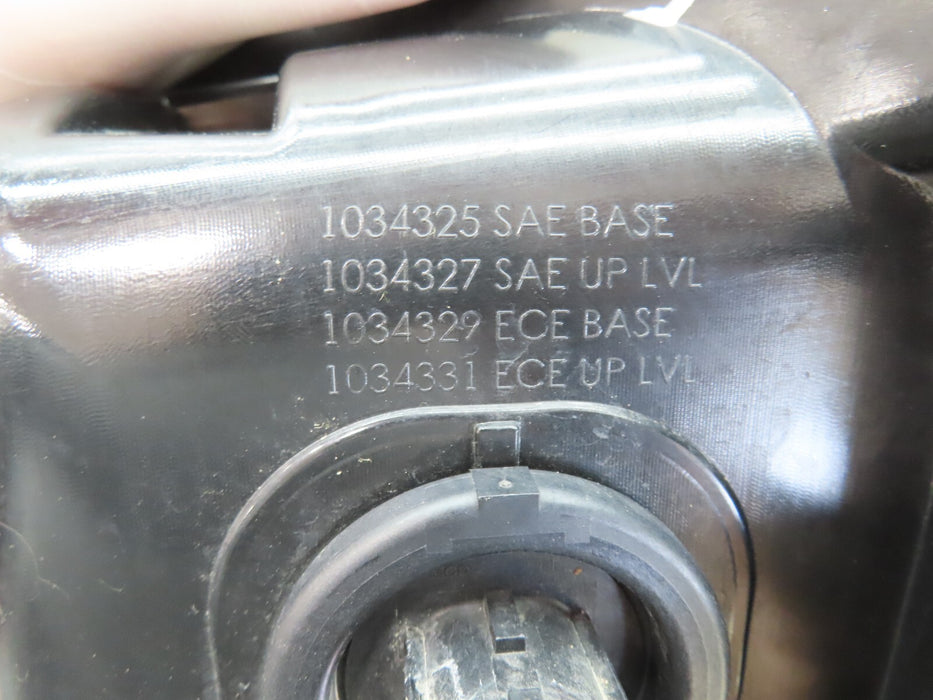 1034325 SAE BASE
1034327 SAE UP LVL
1034329 ECE BASE
1034331 ECE UP LVL